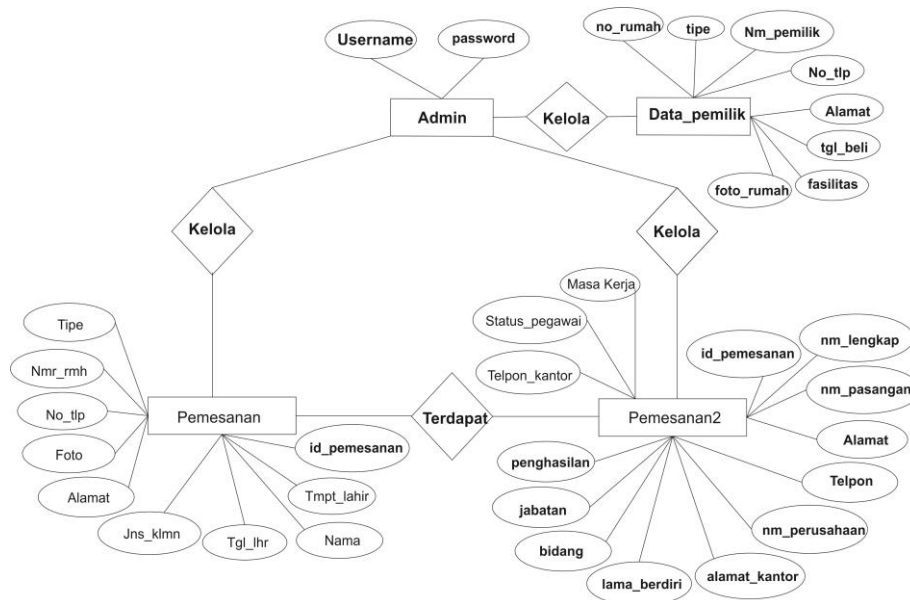 Username
password
no_rumah
tipe
Nm_pemilik
No_tlp
Admin
Kelola
Data_pemilik
Alamat
tgl_beli
foto_rumah
fasilitas
Kelola
Kelola
Masa Kerja
Tipe
Status_pegawai
id_pemesanan
nm_lengkap
Nmr_rmh
Telpon_kantor
nm_pasangan
No_tlp
Pemesanan
Terdapat
Pemesanan2
Alamat
Foto
id_pemesanan
penghasilan
Telpon
Alamat
Tmpt_lahir
jabatan
Jns_klmn
Tgl_lhr
Nama
bidang
nm_perusahaan
lama_berdiri
alamat_kantor